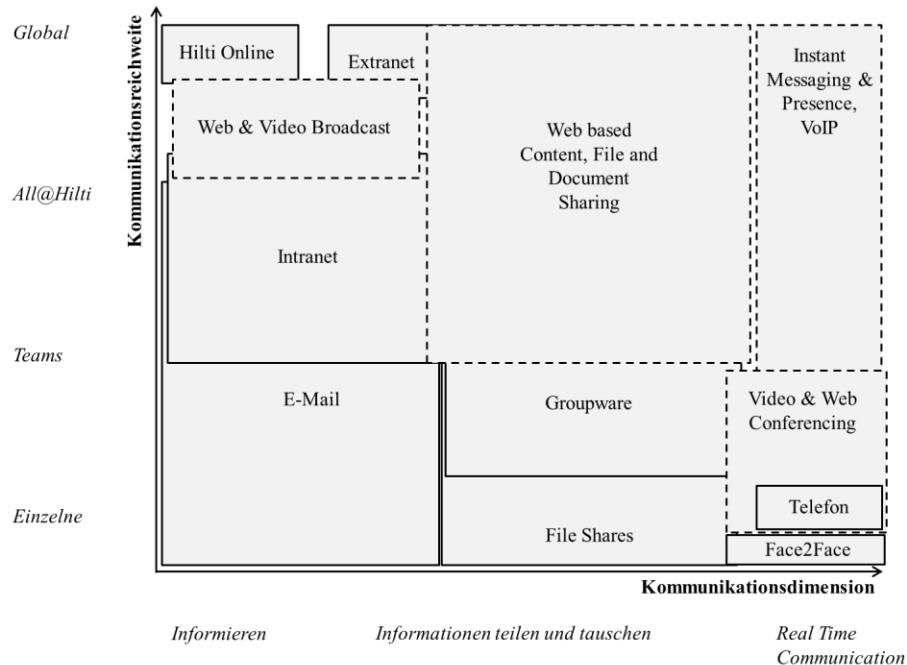 Global
Kommunikationsreichweite
Hilti Online
Extranet
Instant
Messaging &
Presence,
VoIP
Web & Video Broadcast
Web based
Content, File and
Document
Sharing
All@Hilti
Intranet
Teams
E-Mail
Groupware
Video & Web
Conferencing
Einzelne
Telefon
File Shares
Face2Face
Kommunikationsdimension
Informieren
Informationen teilen und tauschen
Real Time
Communication